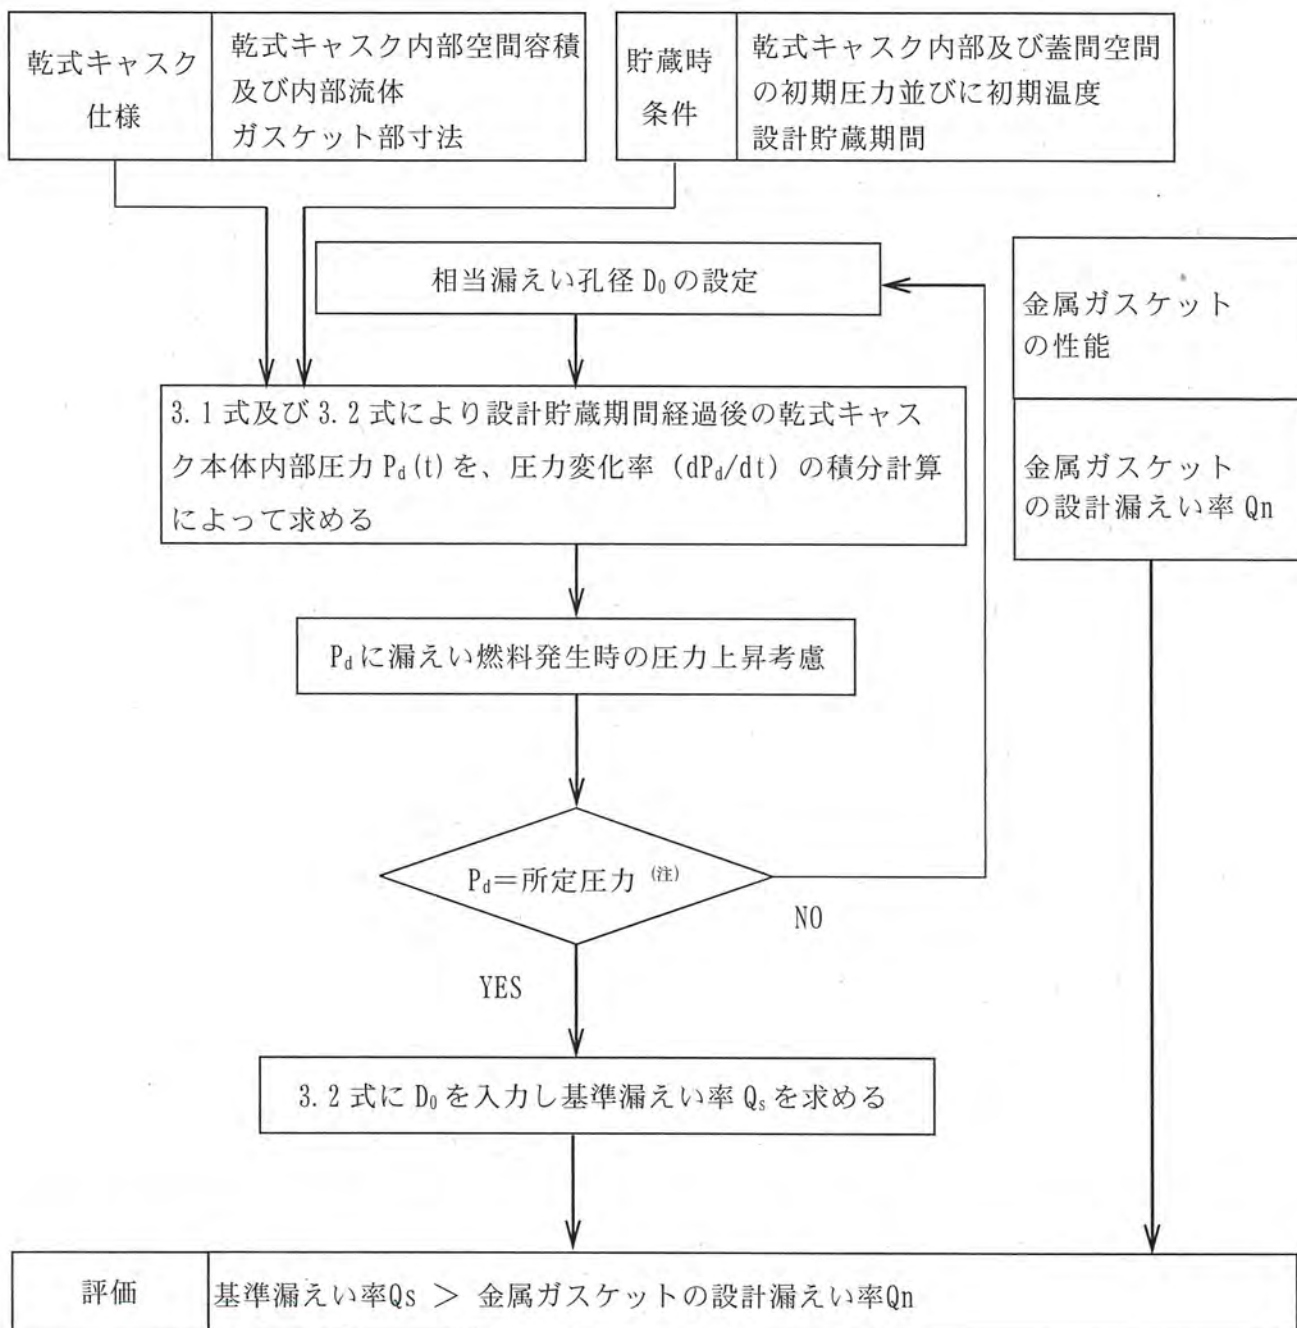 乾式キャスク
仕様
乾式キャスク内部空間容積
及び内部流体
ガスケット部寸法
貯蔵時
条件
乾式キャスク内部及び蓋間空間
の初期圧力並びに初期温度
設計貯蔵期間
相当漏えい孔径 D₀ の設定
金属ガスケット
の性能
3.1 式及び 3.2 式により設計貯蔵期間経過後の乾式キャス
ク本体内部圧力 Pd(t) を、圧力変化率（dPd/dt）の積分計算
によって求める
金属ガスケット
の設計漏えい率 Qn
Pd に漏えい燃料発生時の圧力上昇考慮
Pd＝所定圧力 (注)
NO
YES
3.2 式に D₀ を入力し基準漏えい率 Qs を求める
評価
基準漏えい率Qs ＞ 金属ガスケットの設計漏えい率Qn